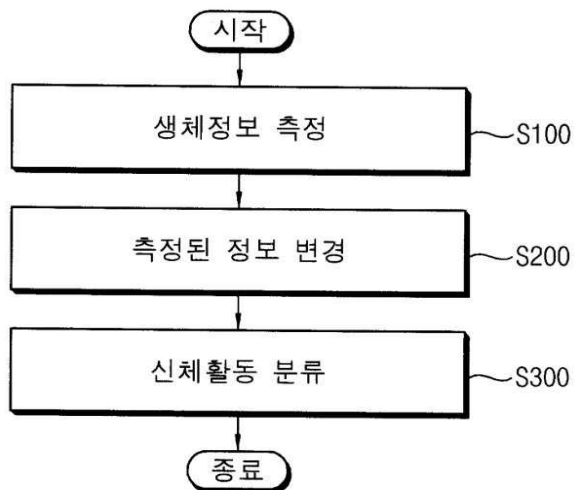 시작
생체정보 측정
S100
측정된 정보 변경
S200
신체활동 분류
S300
종료